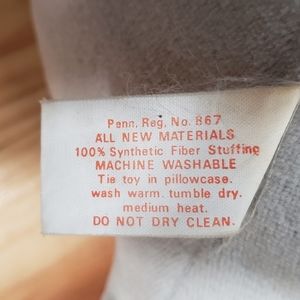 Penn. Reg. No. 867
ALL NEW MATERIALS
100% Synthetic Fiber Stuffing
MACHINE WASHABLE
Tie toy in pillowcase.
wash warm. tumble dry.
medium heat.
DO NOT DRY CLEAN.